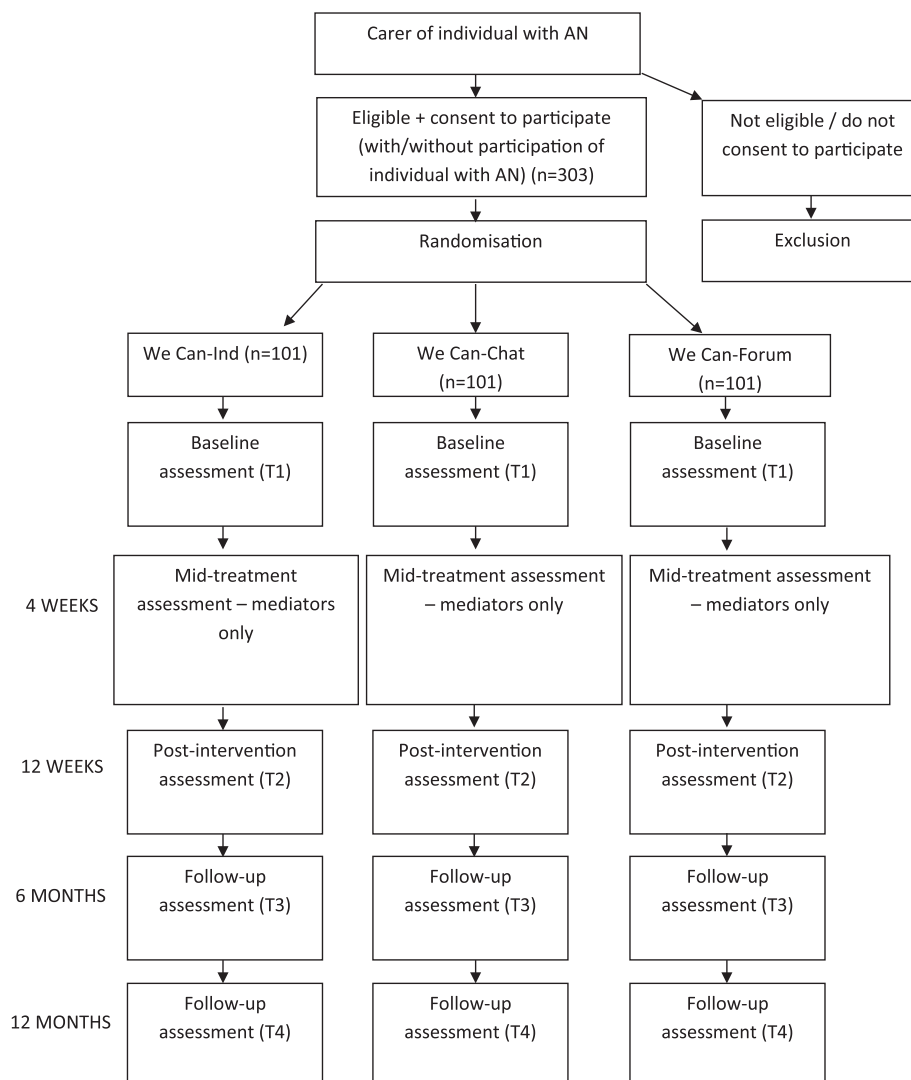 Carer of individual with AN
Eligible + consent to participate
(with/without participation of
individual with AN) (n=303)
Not eligible / do not
consent to participate
Randomisation
Exclusion
We Can-Ind (n=101)
We Can-Chat
(n=101)
We Can-Forum
(n=101)
Baseline
assessment (T1)
Baseline
assessment (T1)
Baseline
assessment (T1)
4 WEEKS
Mid-treatment
assessment – mediators
only
Mid-treatment assessment
– mediators only
Mid-treatment assessment
– mediators only
12 WEEKS
Post-intervention
assessment (T2)
Post-intervention
assessment (T2)
Post-intervention
assessment (T2)
6 MONTHS
Follow-up
assessment (T3)
Follow-up
assessment (T3)
Follow-up
assessment (T3)
12 MONTHS
Follow-up
assessment (T4)
Follow-up
assessment (T4)
Follow-up
assessment (T4)